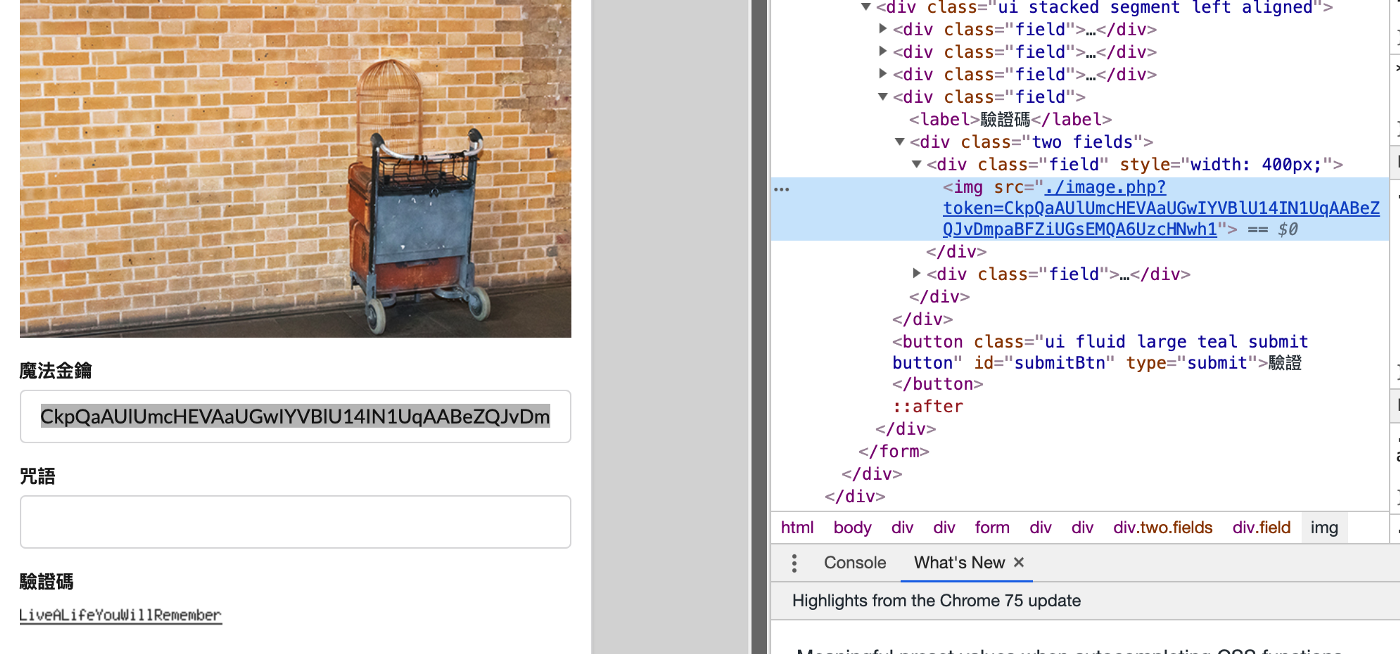 魔法金鑰
CkpQaAUlUmcHEVAaUGwIYVBlU14IN1UqAABeZQJvDm
咒語
驗證碼
LiveALifeYouWillRemember
▼<div class="ui stacked segment left aligned">
▶<div class="field">…</div>
▶<div class="field">…</div>
▶<div class="field">…</div>
▼<div class="field">
<label>驗證碼</label>
▼<div class="two fields">
▼<div class="field" style="width: 400px;">
<img src="./image.php?
token=CkpQaAUlUmcHEVAaUGwIYVBlU14IN1UqAABeZ
QJvDmpaBFZiUGsEMQA6UzcHNwh1"> == $0
</div>
▶<div class="field">…</div>
</div>
</div>
<button class="ui fluid large teal submit
button" id="submitBtn" type="submit">驗證
</button>
::after
</div>
</form>
</div>
</div>
html body div div form div div div.two.fields div.field img
Console What's New ×
Highlights from the Chrome 75 update
Meaningful preset values when autocompleting CSS functions